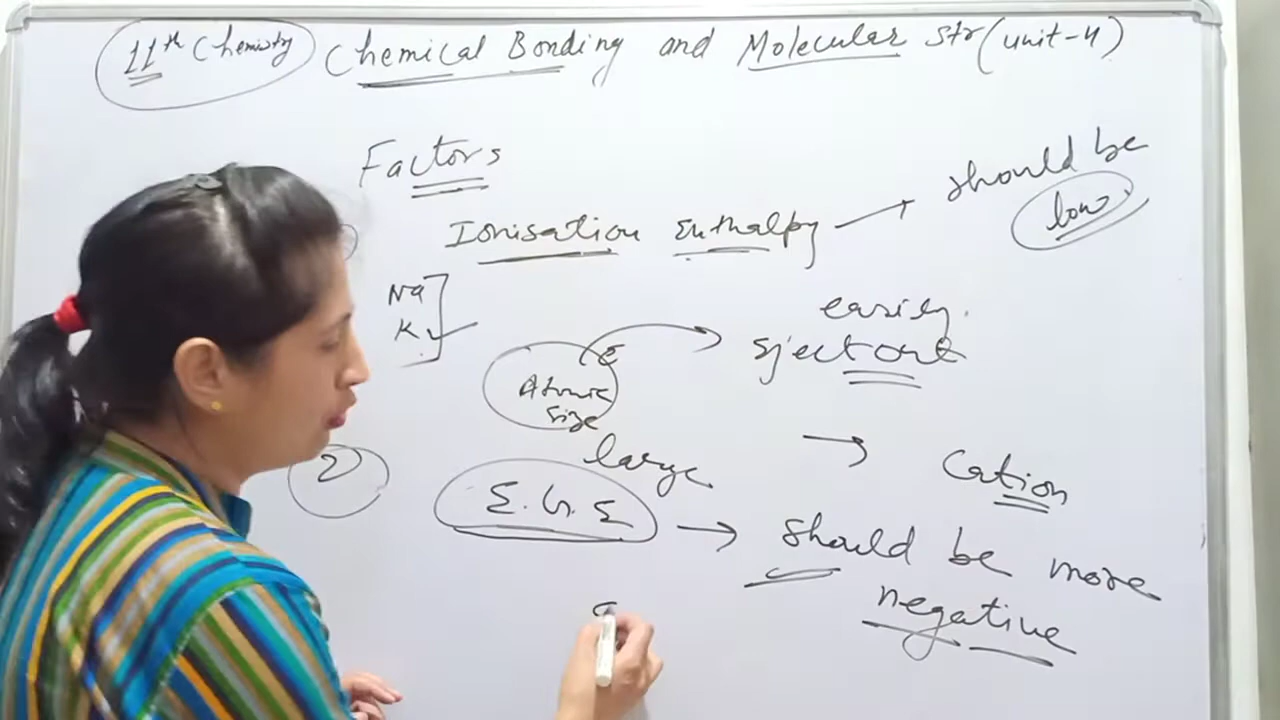 11th Chemistry Chemical Bonding and Molecular Str (Unit-4)
Factors
Ionisation Enthalpy → should be
low
Na
K
easily
Eject out
e
Atomic
size
large
→ Cation
2
E.G.E → should be more
negative